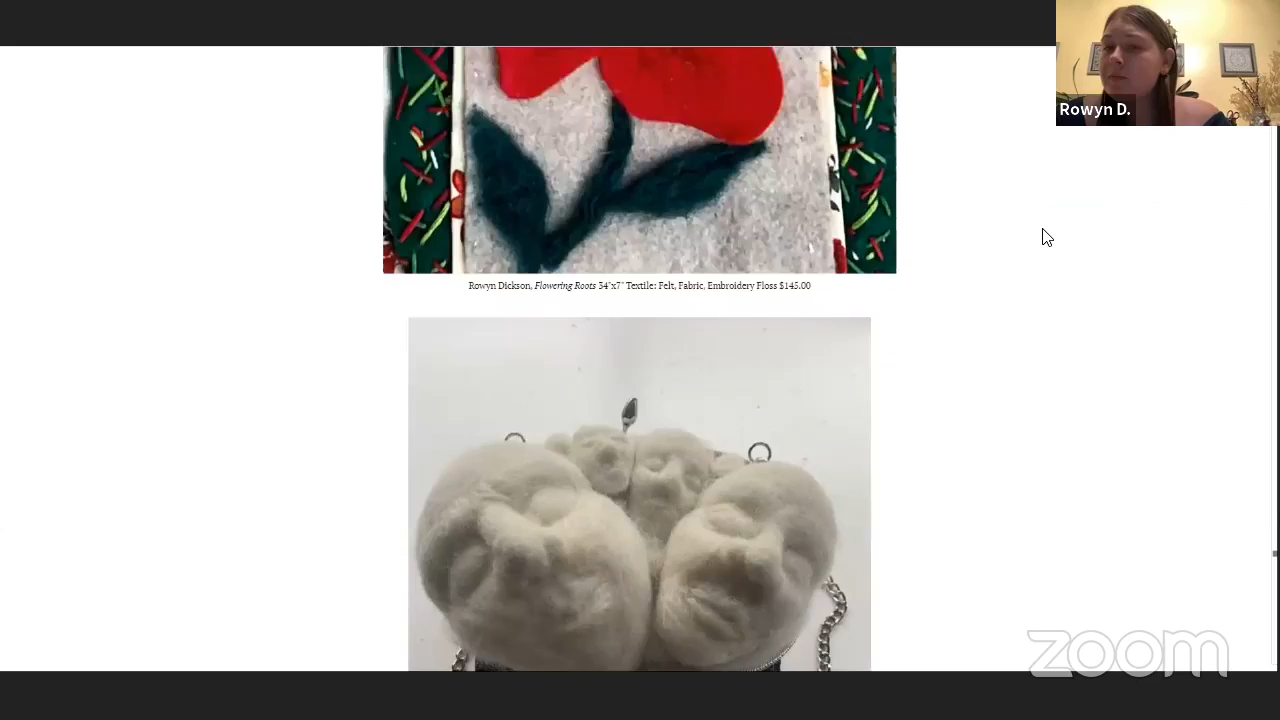 Rowyn D.
Rowyn Dickson, Flowering Roots 34"x7" Textile: Felt, Fabric, Embroidery Floss $145.00
zoom